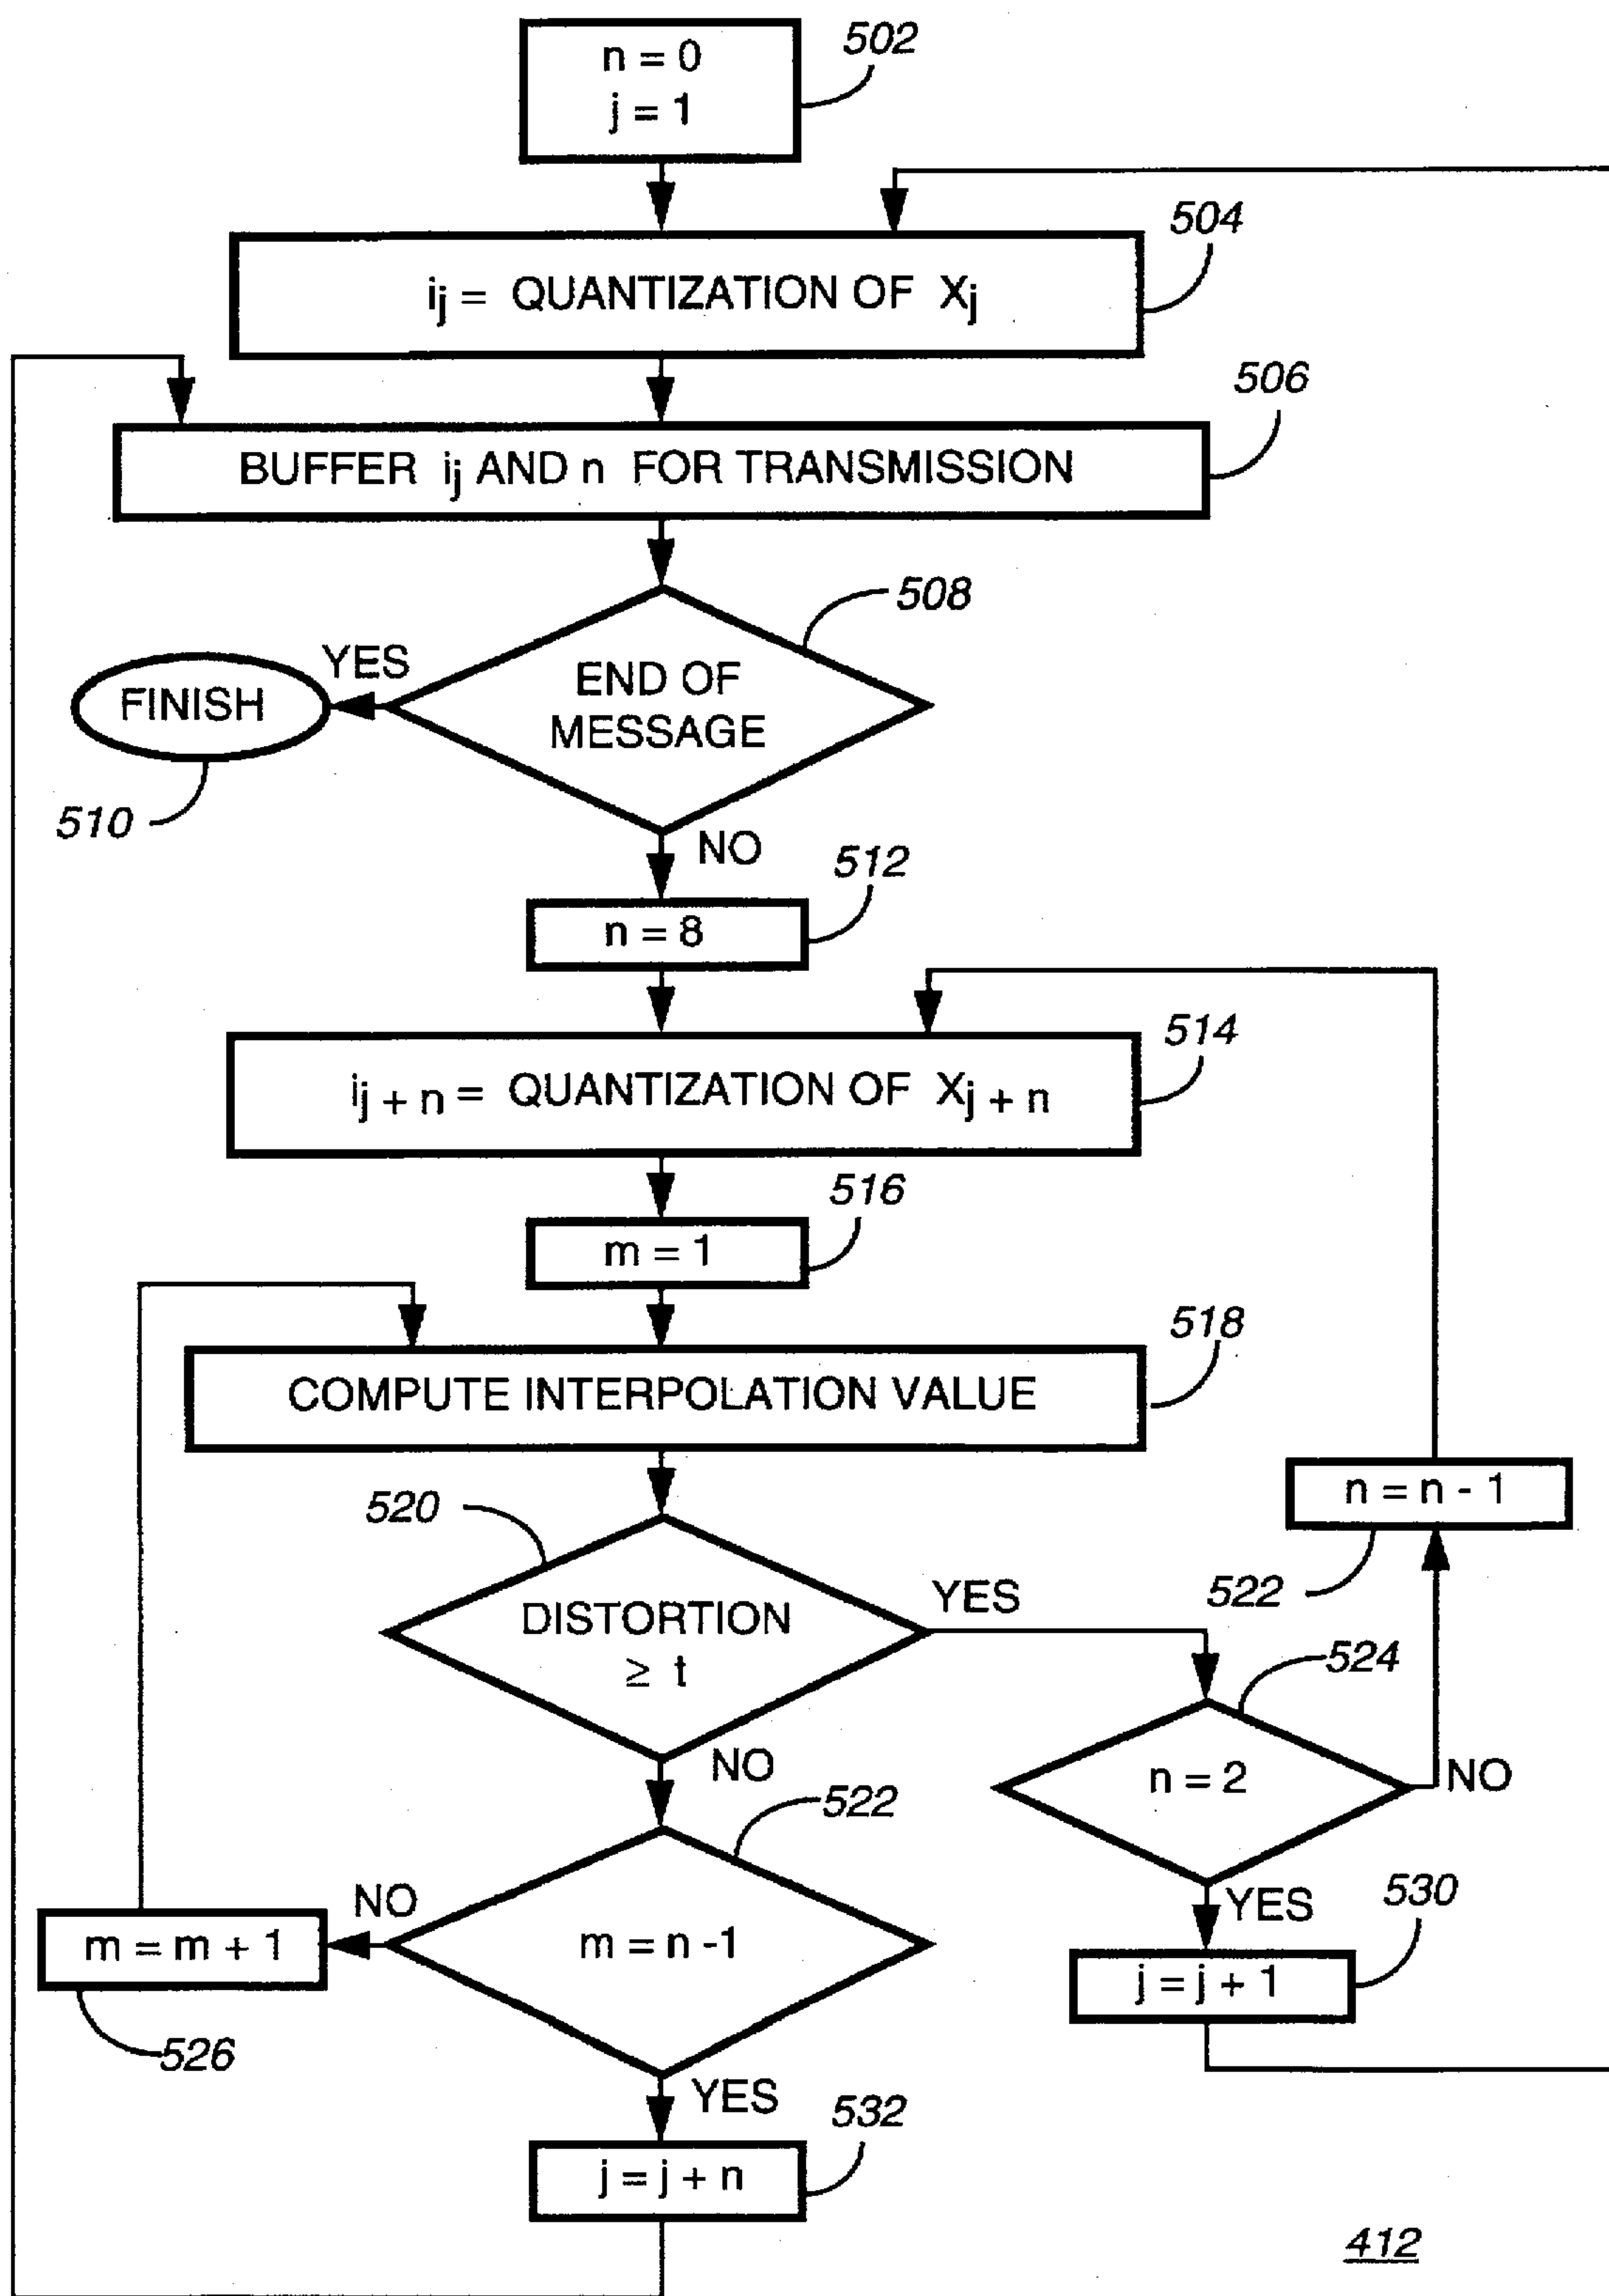 n = 0
j = 1
502
504
ij = QUANTIZATION OF Xj
506
BUFFER ij AND n FOR TRANSMISSION
508
YES
END OF
MESSAGE
FINISH
510
NO
512
n = 8
514
ij + n = QUANTIZATION OF Xj + n
516
m = 1
518
COMPUTE INTERPOLATION VALUE
n = n - 1
522
520
DISTORTION
≥ t
YES
524
n = 2
NO
NO
522
NO
m = n -1
m = m + 1
526
YES
530
j = j + 1
YES
532
j = j + n
412